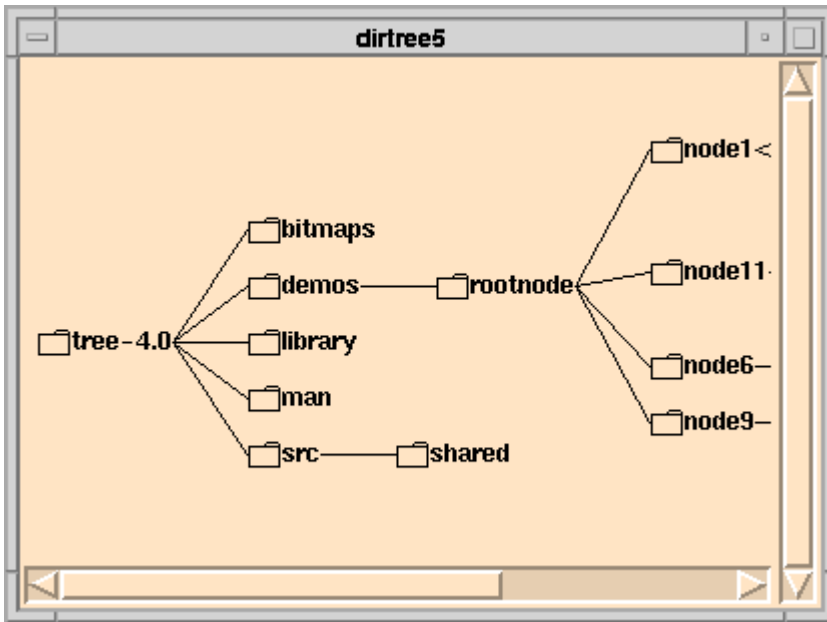 dirtree5
node1
bitmaps
node11
demos
rootnode
tree-4.0
library
node6
man
node9
src
shared